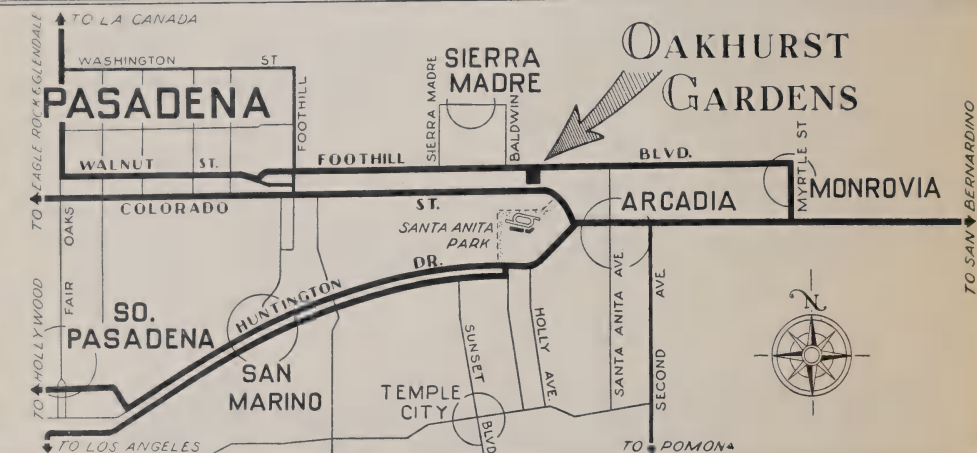 TO LA CANADA
OAKHURST
GARDENS
WASHINGTON ST
SIERRA
MADRE
PASADENA
TO EAGLE ROCK & GLENDALE
FOOTHILL
SIERRA MADRE
BALDWIN
MYRTLE ST
WALNUT ST.
FOOTHILL BLVD.
ARCADIA
MONROVIA
TO SAN BERNARDINO
COLORADO ST.
SANTA ANITA
PARK
FAIR OAKS
HUNTINGTON DR.
SANTA ANITA AVE
SECOND AVE.
N
SO.
PASADENA
TO HOLLYWOOD
SAN
MARINO
SUNSET BLVD
HOLLY AVE.
TEMPLE
CITY
TO LOS ANGELES
TO POMONA